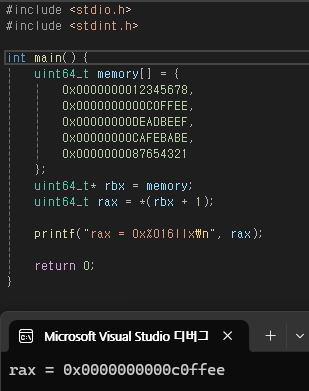 #include <stdio.h>
#include <stdint.h>
int main() {
uint64_t memory[] = {
0x0000000012345678,
0x0000000000C0FFEE,
0x00000000DEADBEEF,
0x00000000CAFEBABE,
0x0000000087654321
};
uint64_t* rbx = memory;
uint64_t rax = *(rbx + 1);
printf("rax = 0x%016llx₩n", rax);
return 0;
}
Microsoft Visual Studio 디버그
rax = 0x0000000000c0ffee